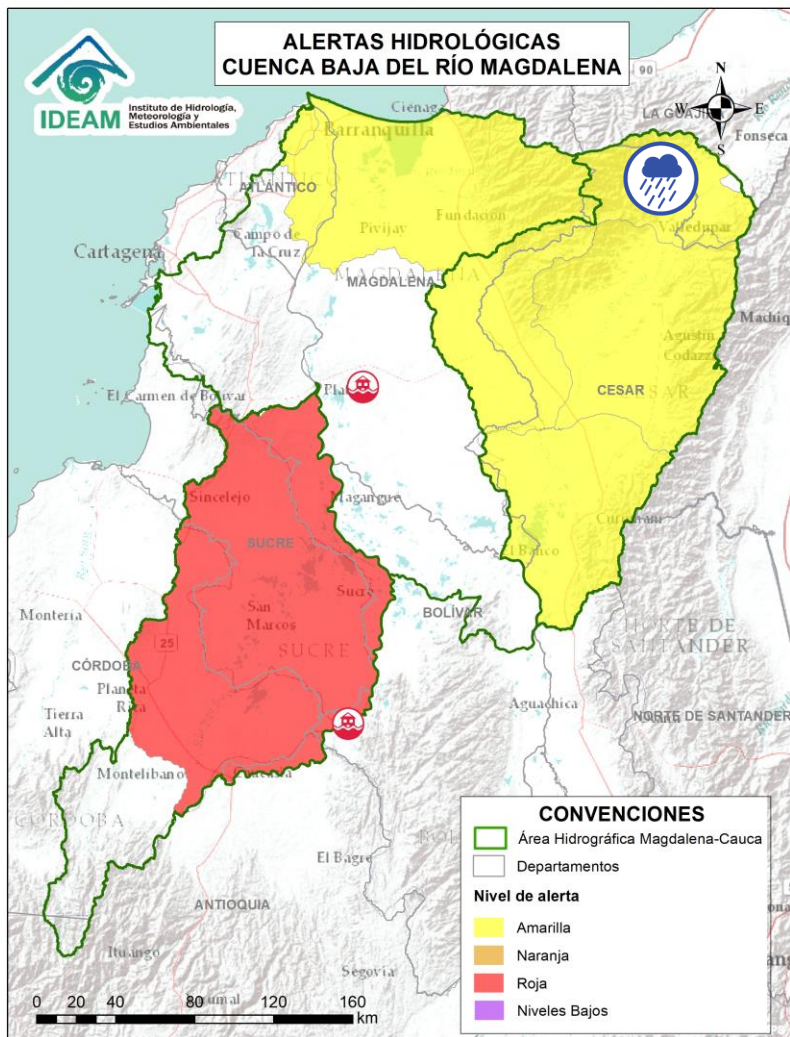 ALERTAS HIDROLÓGICAS
CUENCA BAJA DEL RÍO MAGDALENA
IDEAM
Instituto de Hidrología,
Meteorología y
Estudios Ambientales
90
N
W E
S
Ciénaga
LA GUAJIRA
Fonseca
Barranquilla
ATLÁNTICO
Pivijay
Fundación
Valledupar
Cartagena
Campo de
la Cruz
MAGDALENA
MAGDALENA
Agustín
Codazzi
CESAR
El Carmen de Bolívar
Sincelejo
Magangué
SUCRE
El Banco
Sucre
BOLÍVAR
Montería
San
Marcos
SUCRE
NORTE DE
SANTANDER
25
CÓRDOBA
Planeta
Rica
Tierra
Alta
Aguachica
NORTE DE SANTANDER
Montelibano
CÓRDOBA
El Bagre
ANTIOQUIA
Ituango
Segovia
CONVENCIONES
Área Hidrográfica Magdalena-Cauca
Departamentos
Nivel de alerta
Amarilla
Naranja
Roja
Niveles Bajos
0 20 40 80 120 160
km